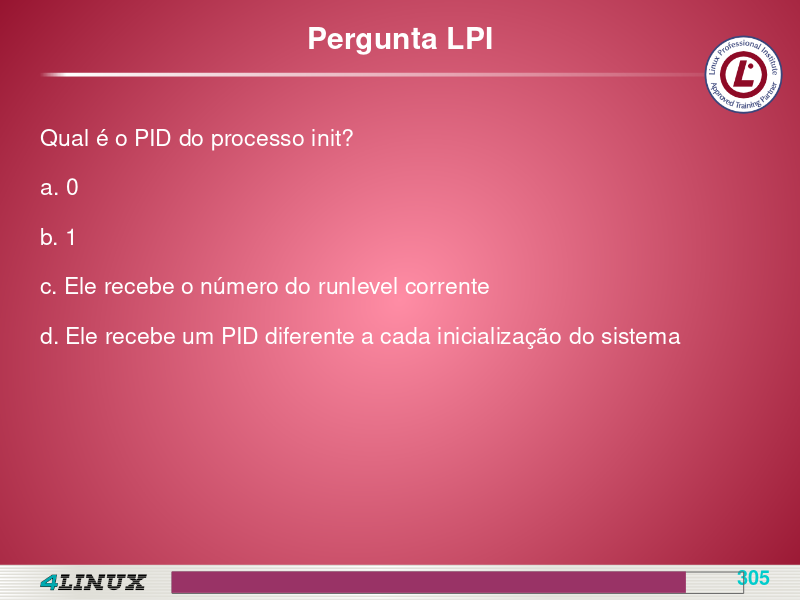 Pergunta LPI
Linux Professional Institute
Approved Training Partner
Qual é o PID do processo init?
a. 0
b. 1
c. Ele recebe o número do runlevel corrente
d. Ele recebe um PID diferente a cada inicialização do sistema
4LINUX
305